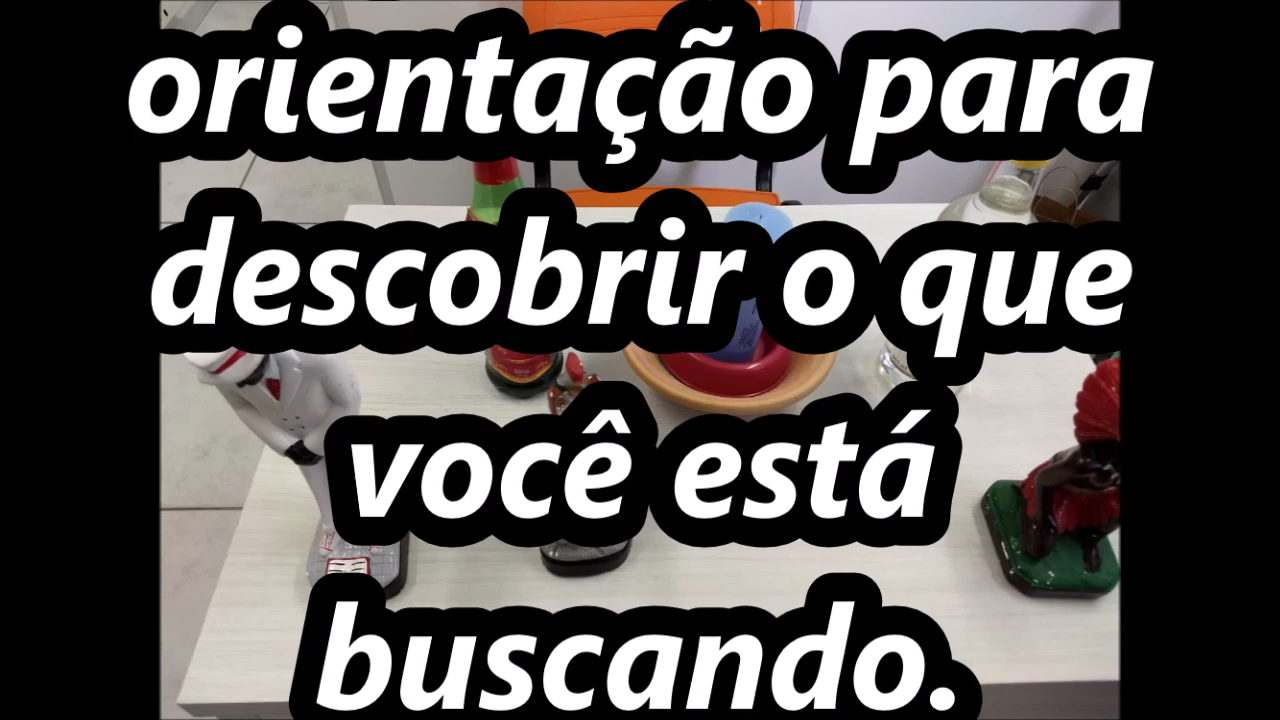 orientação para
descobrir o que
você está
buscando.